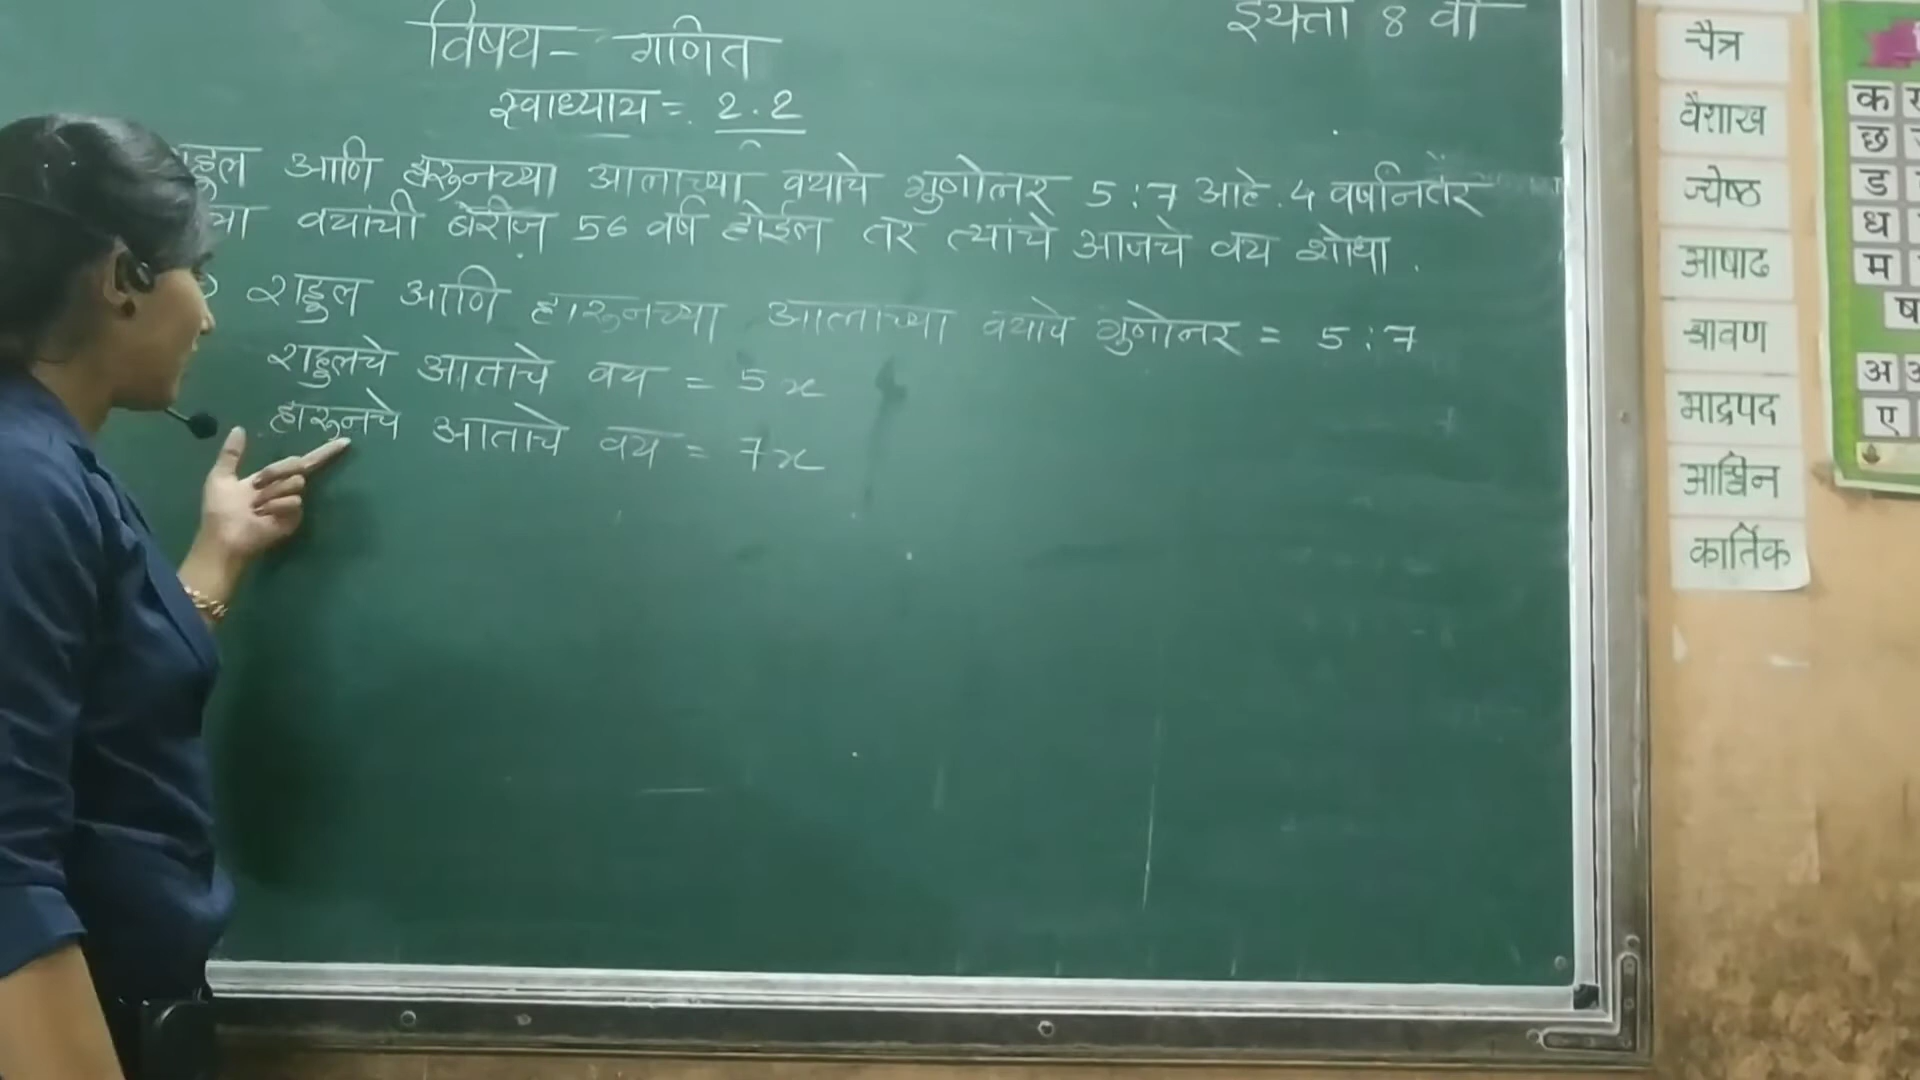 विषय - गणित
इयत्ता 8 वी
स्वाध्याय = 2.2
आणि हारुनच्या आताच्या वयाचे गुणोत्तर 5:7 आहे. 4 वर्षानंतर
वयांची बेरीज 56 वर्ष होईल तर त्यांचे आजचे वय शोधा.
राहुल आणि हारुनच्या आताच्या वयाचे गुणोत्तर = 5:7
राहुलचे आताचे वय = 5x
हारुनचे आताचे वय = 7x
चैत्र
वैशाख
ज्येष्ठ
आषाढ
श्रावण
भाद्रपद
आश्विन
कार्तिक
क
छ
ड
ध
म
ष
अ
ए